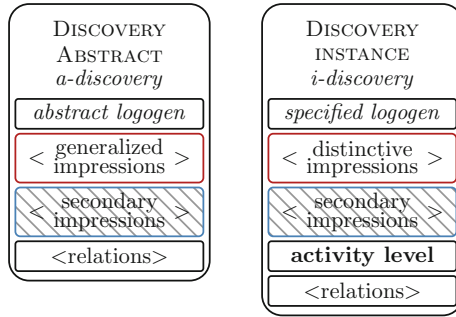 DISCOVERY
ABSTRACT
a-discovery
abstract logogen
< generalized
impressions >
< secondary
impressions >
<relations>
DISCOVERY
INSTANCE
i-discovery
specified logogen
< distinctive
impressions >
< secondary
impressions >
activity level
<relations>